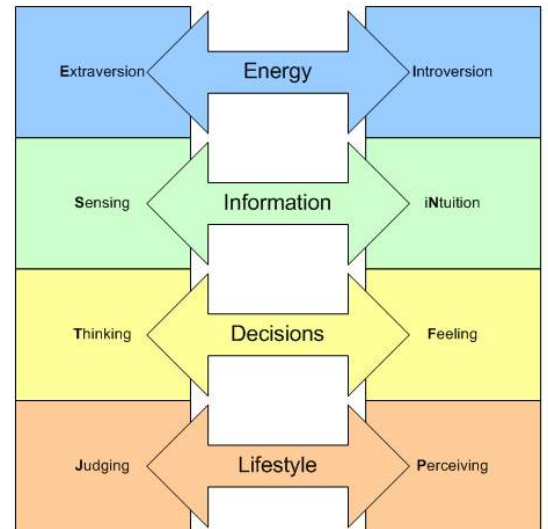 Extraversion Energy Introversion
Sensing Information iNtuition
Thinking Decisions Feeling
Judging Lifestyle Perceiving